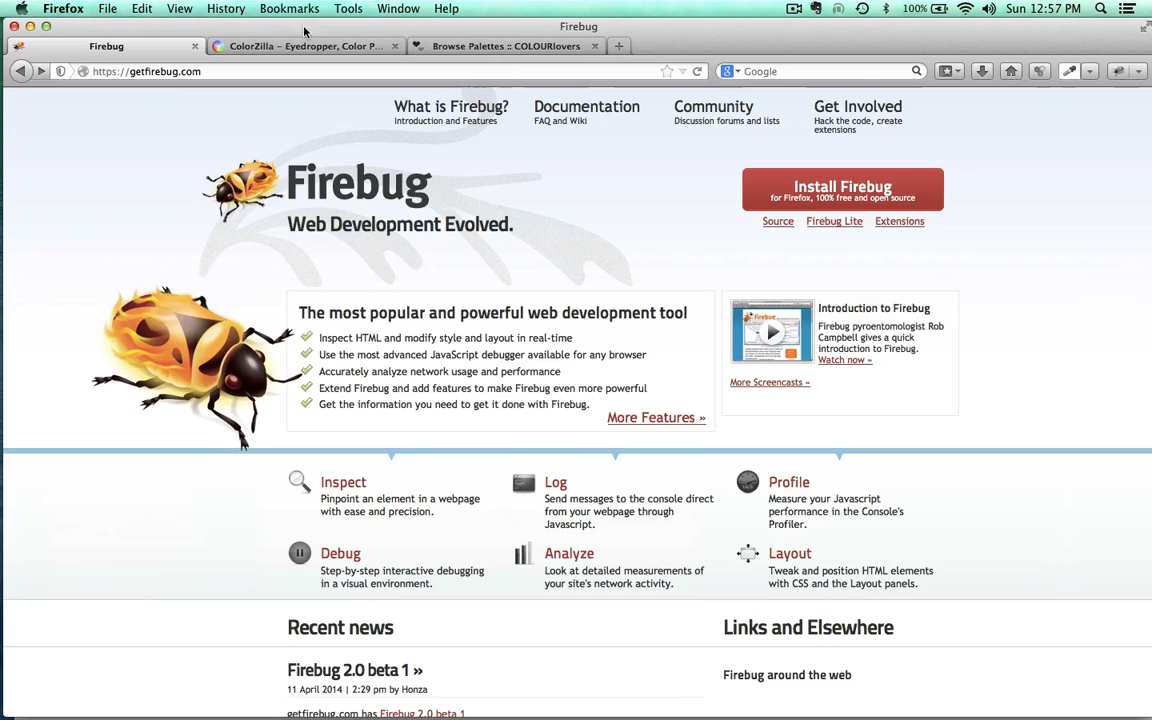 Firefox File Edit View History Bookmarks Tools Window Help 100% Sun 12:57 PM
Firebug
Firebug ColorZilla – Eyedropper, Color P... Browse Palettes :: COLOURlovers
https://getfirebug.com Google
What is Firebug? Documentation Community Get Involved
Introduction and Features FAQ and Wiki Discussion forums and lists Hack the code, create
extensions
Firebug
Web Development Evolved.
Install Firebug
for Firefox, 100% free and open source
Source Firebug Lite Extensions
The most popular and powerful web development tool
Inspect HTML and modify style and layout in real-time
Use the most advanced JavaScript debugger available for any browser
Accurately analyze network usage and performance
Extend Firebug and add features to make Firebug even more powerful
Get the information you need to get it done with Firebug.
More Features »
Introduction to Firebug
Firebug pyroentomologist Rob
Campbell gives a quick
introduction to Firebug.
Watch now »
More Screencasts »
Inspect
Pinpoint an element in a webpage
with ease and precision.
Log
Send messages to the console direct
from your webpage through
Javascript.
Profile
Measure your Javascript
performance in the Console's
Profiler.
Debug
Step-by-step interactive debugging
in a visual environment.
Analyze
Look at detailed measurements of
your site's network activity.
Layout
Tweak and position HTML elements
with CSS and the Layout panels.
Recent news
Firebug 2.0 beta 1 »
11 April 2014 | 2:29 pm by Honza
getfirebug.com has Firebug 2.0 beta 1
Links and Elsewhere
Firebug around the web